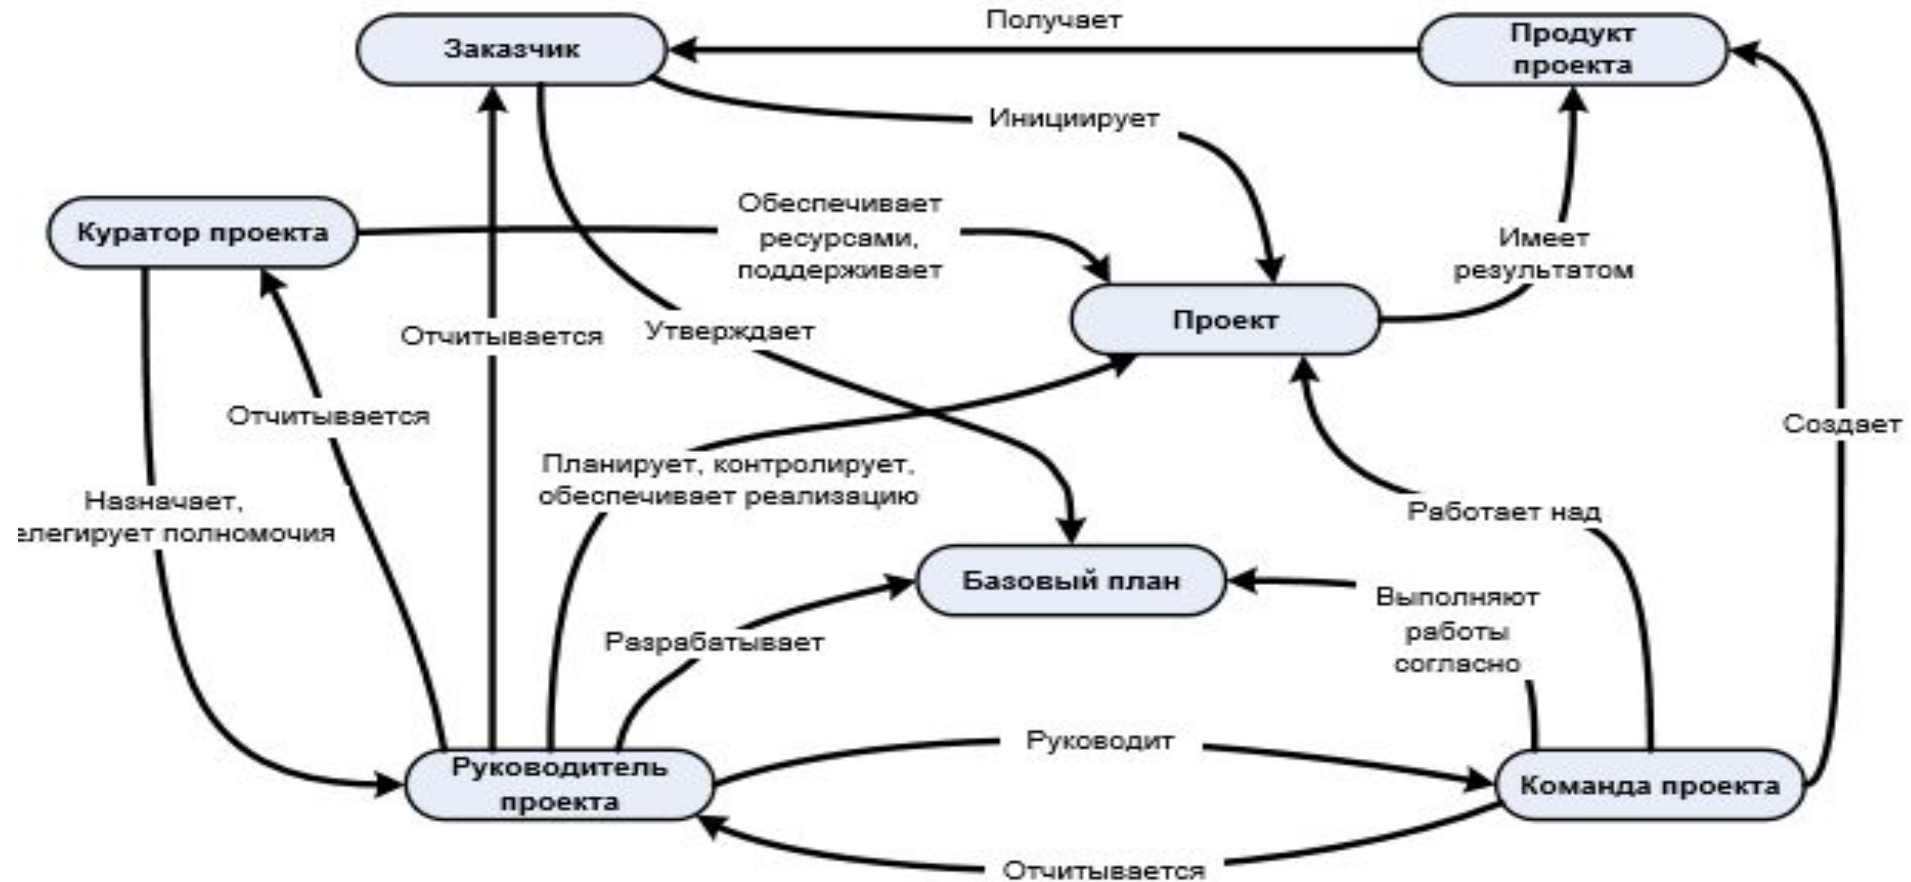 Получает
Заказчик
Продукт
проекта
Инициирует
Обеспечивает
ресурсами,
поддерживает
Куратор проекта
Имеет
результатом
Проект
Отчитывается
Утверждает
Отчитывается
Создает
Планирует, контролирует,
обеспечивает реализацию
Назначает,
елегирует полномочия
Работает над
Базовый план
Выполняют
работы
согласно
Разрабатывает
Руководит
Руководитель
проекта
Команда проекта
Отчитывается